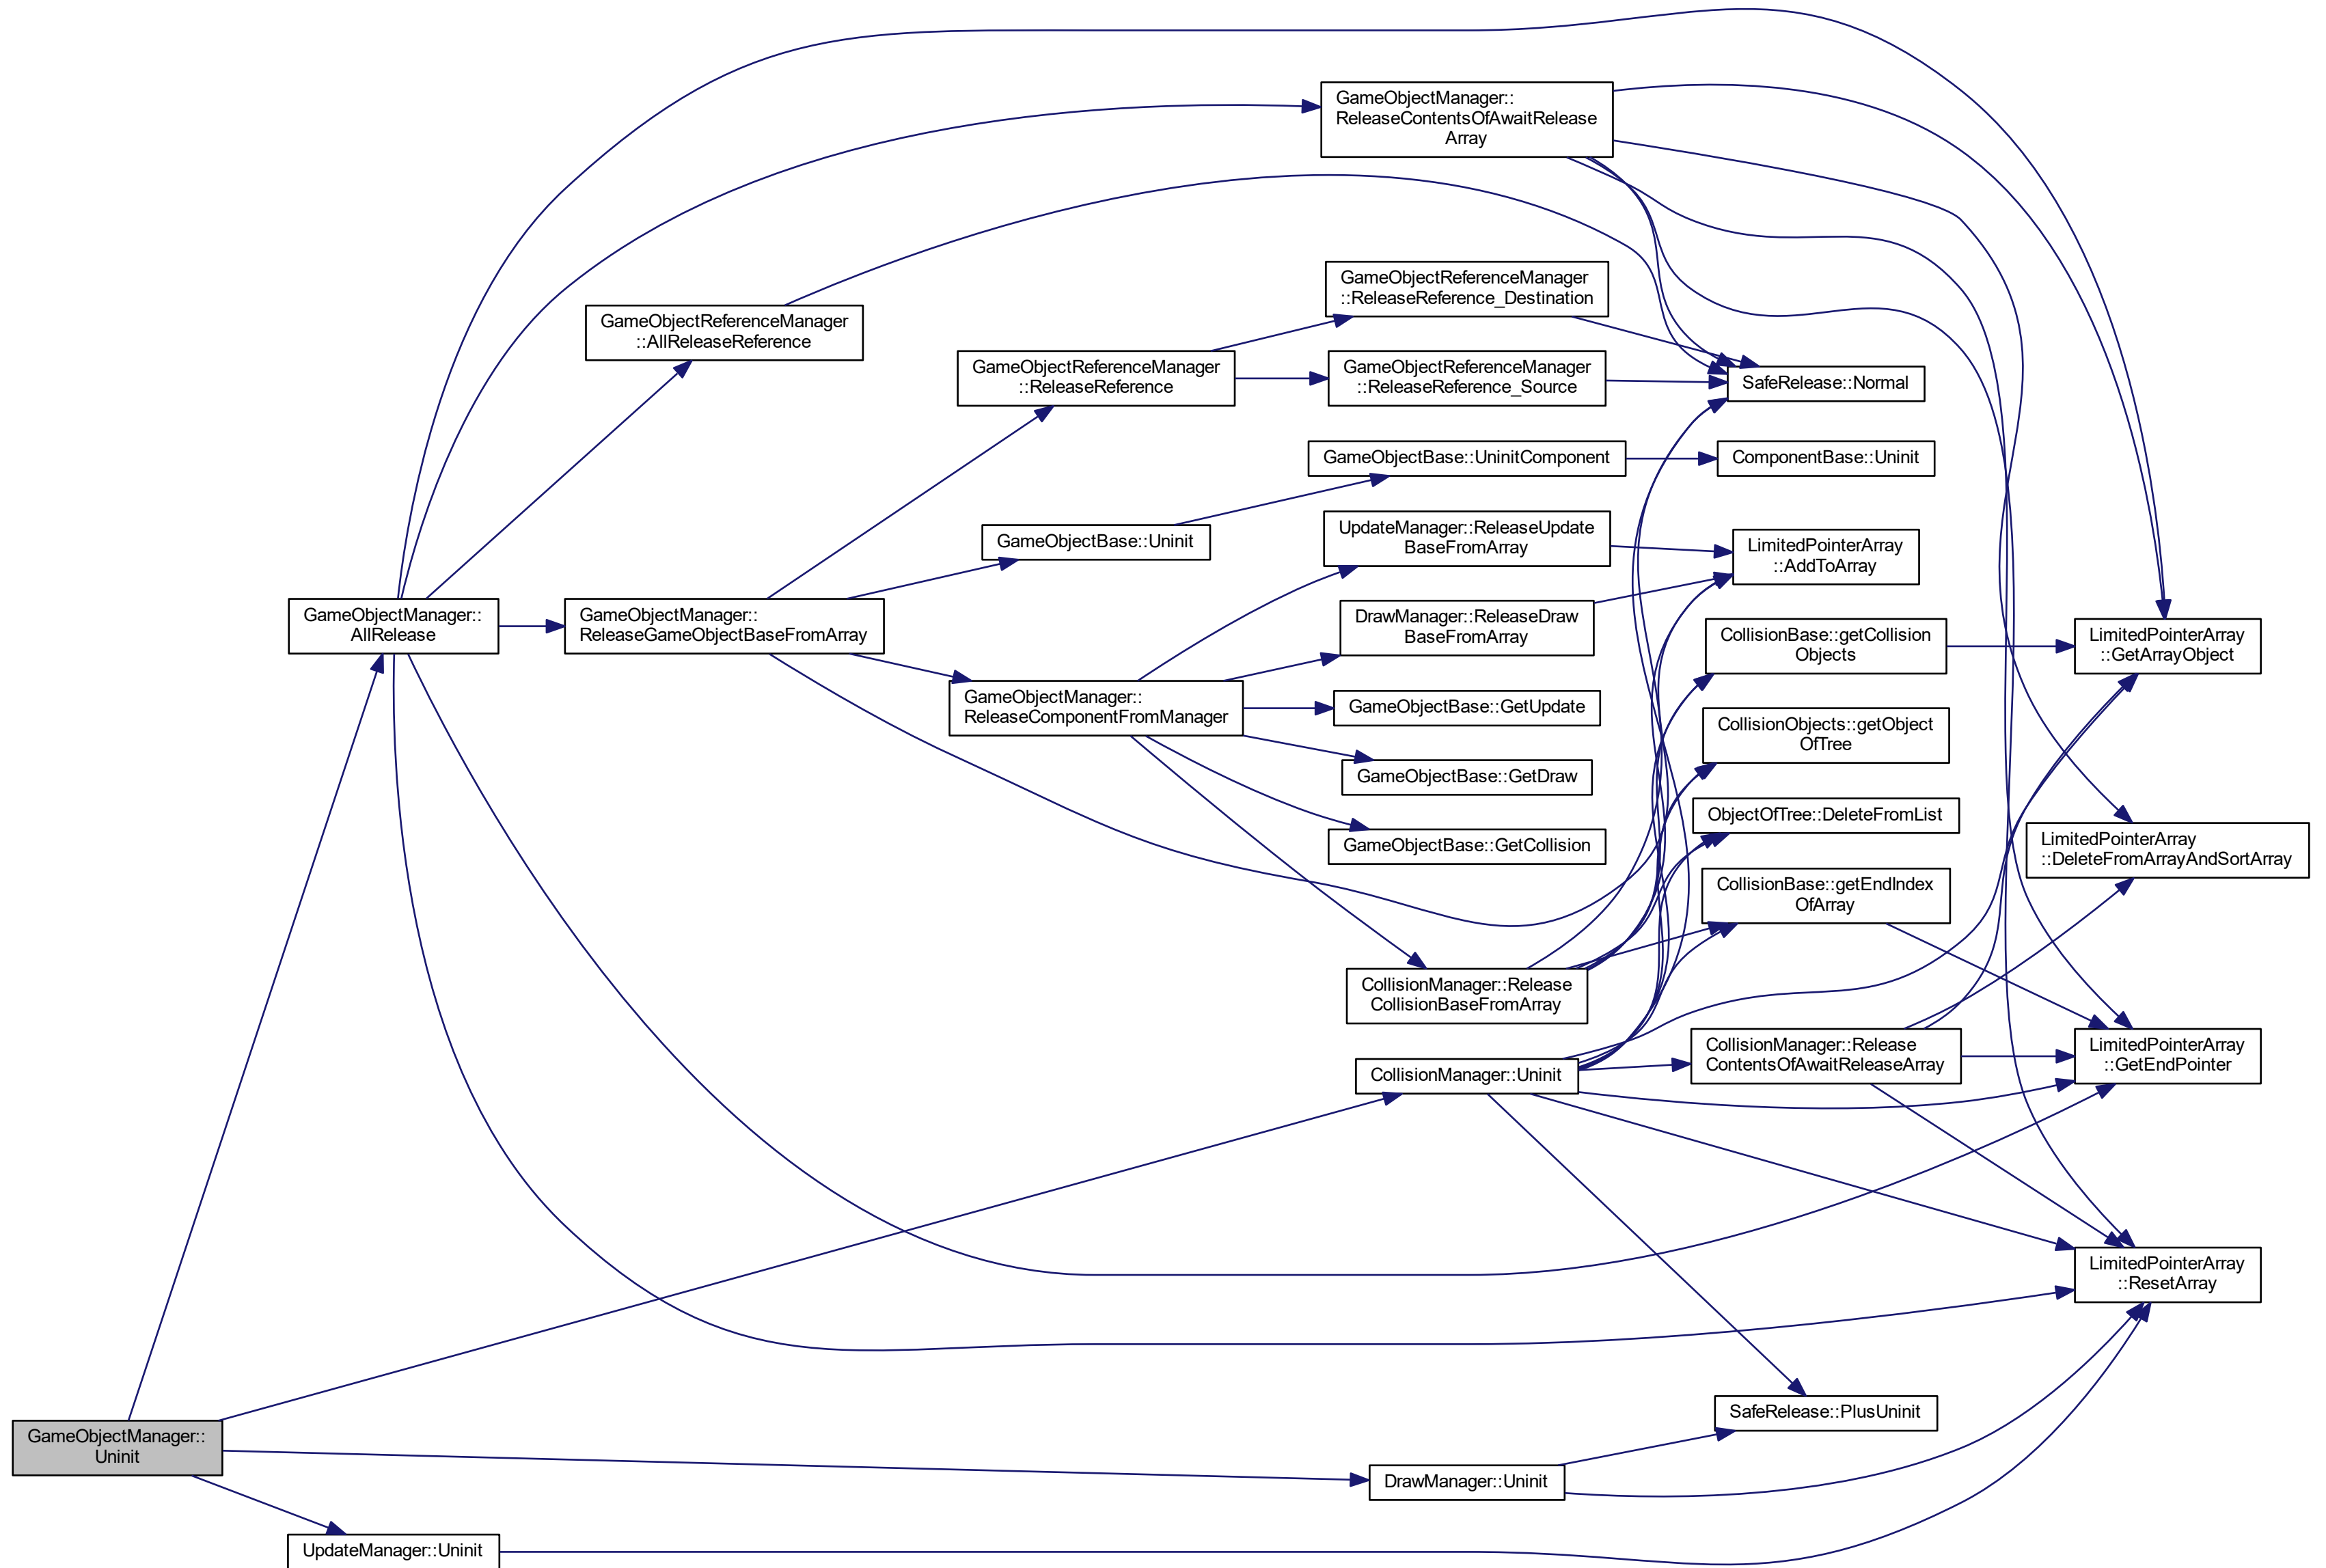 GameObjectManager::
ReleaseContentsOfAwaitRelease
Array
GameObjectReferenceManager
::ReleaseReference_Destination
GameObjectReferenceManager
::AllReleaseReference
GameObjectReferenceManager
::ReleaseReference
GameObjectReferenceManager
::ReleaseReference_Source
SafeRelease::Normal
GameObjectBase::UninitComponent
ComponentBase::Uninit
GameObjectBase::Uninit
UpdateManager::ReleaseUpdate
BaseFromArray
LimitedPointerArray
::AddToArray
GameObjectManager::
AllRelease
GameObjectManager::
ReleaseGameObjectBaseFromArray
DrawManager::ReleaseDraw
BaseFromArray
CollisionBase::getCollision
Objects
LimitedPointerArray
::GetArrayObject
GameObjectManager::
ReleaseComponentFromManager
GameObjectBase::GetUpdate
CollisionObjects::getObject
OfTree
GameObjectBase::GetDraw
ObjectOfTree::DeleteFromList
GameObjectBase::GetCollision
LimitedPointerArray
::DeleteFromArrayAndSortArray
CollisionBase::getEndIndex
OfArray
CollisionManager::Release
CollisionBaseFromArray
CollisionManager::Uninit
CollisionManager::Release
ContentsOfAwaitReleaseArray
LimitedPointerArray
::GetEndPointer
LimitedPointerArray
::ResetArray
SafeRelease::PlusUninit
GameObjectManager::
Uninit
DrawManager::Uninit
UpdateManager::Uninit